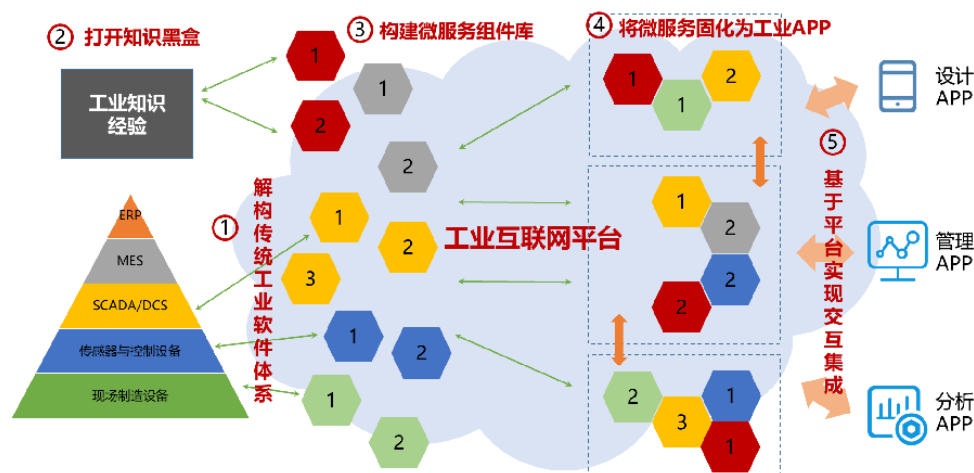 ② 打开知识黑盒
③ 构建微服务组件库
④ 将微服务固化为工业APP
工业知识
经验
1
2
1
2
1
2
1
设计
APP
ERP
MES
SCADA/DCS
传感器与控制设备
现场制造设备
①
解构传统工业软件体系
1
2
3
工业互联网平台
1
2
2
2
⑤
基于平台实现交互集成
管理
APP
1
2
1
2
2
1
3
1
分析
APP